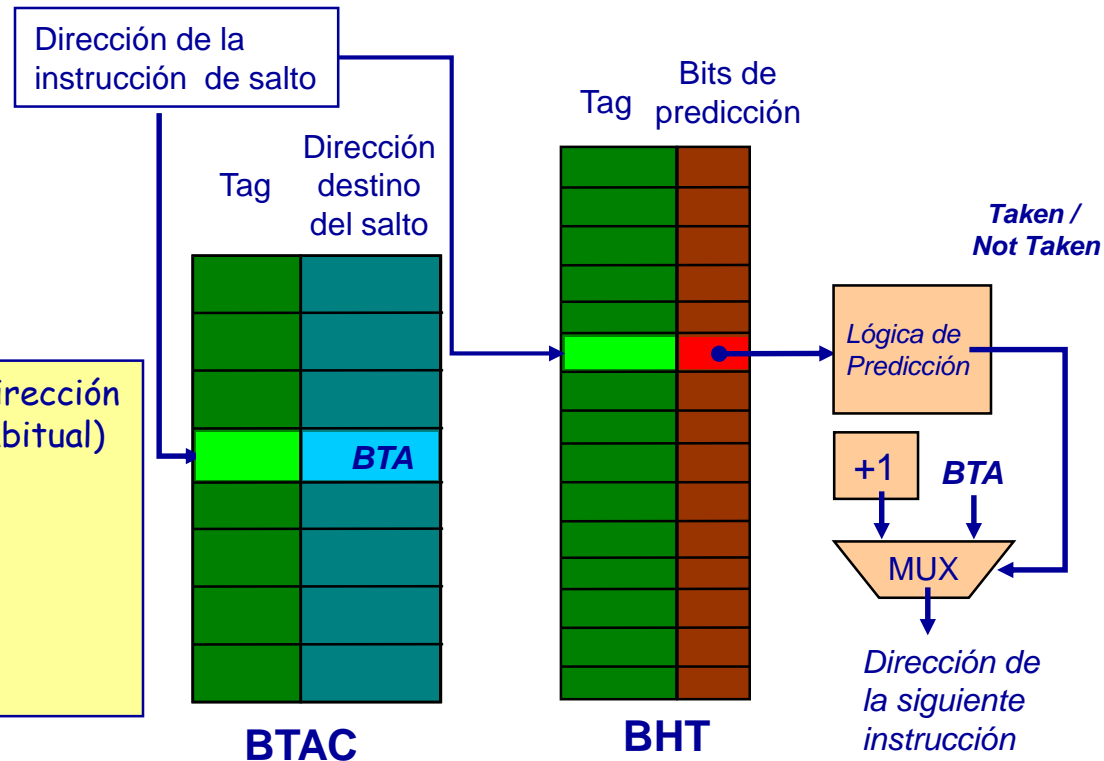 Dirección de la
instrucción de salto
Tag
Dirección
destino
del salto
BTA
BTAC
Tag
Bits de
predicción
BHT
Taken /
Not Taken
Lógica de
Predicción
+1
BTA
MUX
Dirección de
la siguiente
instrucción